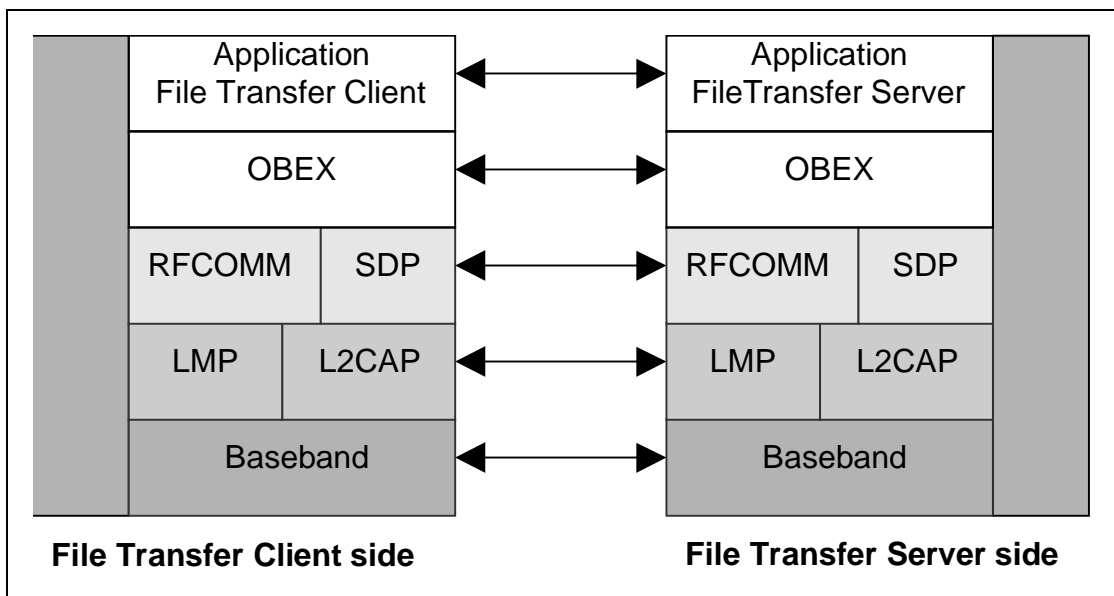 Application
File Transfer Client
OBEX
RFCOMM
SDP
LMP
L2CAP
Baseband
File Transfer Client side
Application
FileTransfer Server
OBEX
RFCOMM
SDP
LMP
L2CAP
Baseband
File Transfer Server side